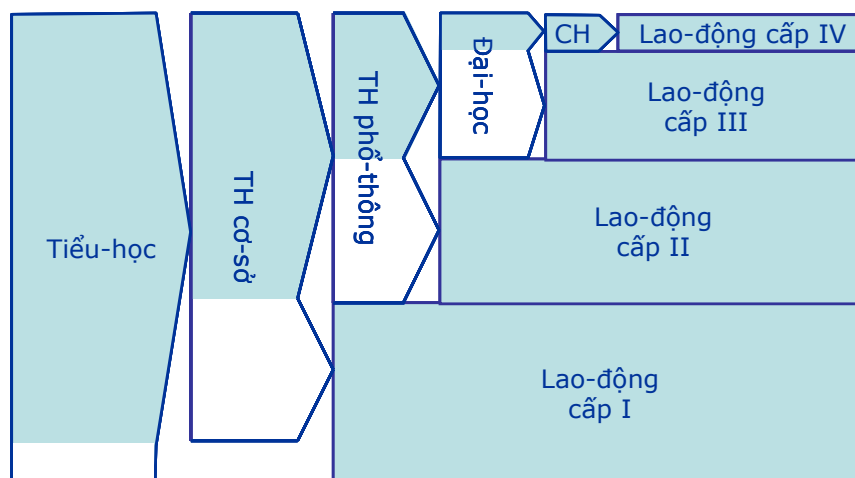 Tiểu-học
TH cơ-sở
TH phổ-thông
Đại-học
CH
Lao-động cấp IV
Lao-động
cấp III
Lao-động
cấp II
Lao-động
cấp I